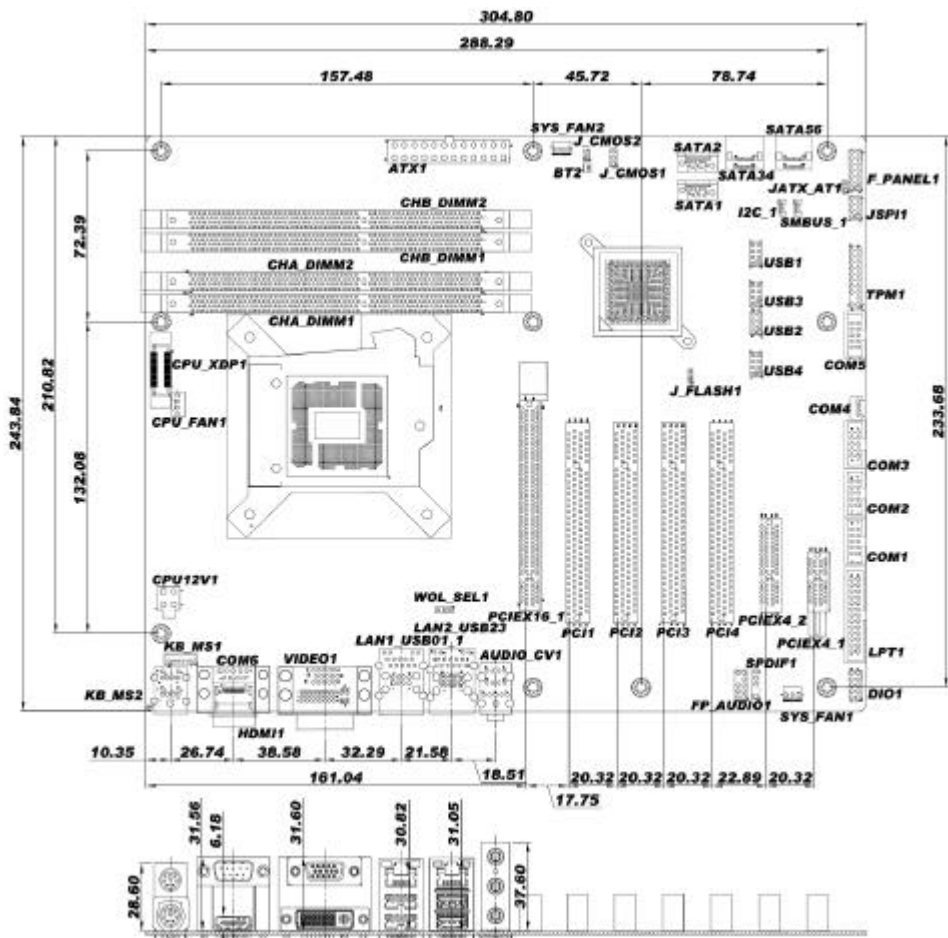 304.80
288.29
157.48 45.72 78.74
SYS_FAN2
J_CMOS2
SATA56
SATA2
ATX1
BT2
J_CMOS1
SATA34
F_PANEL1
JATX_AT1
SATA1
I2C_1
JSPI1
SMBUS_1
CHB_DIMM2
CHB_DIMM1
CHA_DIMM2
CHA_DIMM1
USB1
USB3
USB2
USB4
TPM1
COM5
72.39
210.82
243.84
132.08
233.68
CPU_XDP1
CPU_FAN1
J_FLASH1
COM4
COM3
COM2
COM1
CPU12V1
WOL_SEL1
PCIEX16_1
LAN2_USB23
LAN1_USB01_1
PCI1 PCI2 PCI3 PCI4
PCIEX4_2
PCIEX4_1
LPT1
KB_MS1
COM6
VIDEO1
AUDIO_CV1
SPDIF1
KB_MS2
FP_AUDIO1
DIO1
HDMI1
SYS_FAN1
10.35 26.74 38.58 32.29 21.58
161.04
18.51
20.32 20.32 20.32 22.89 20.32
17.75
28.60
31.56
6.18
31.60
30.82
31.05
37.60